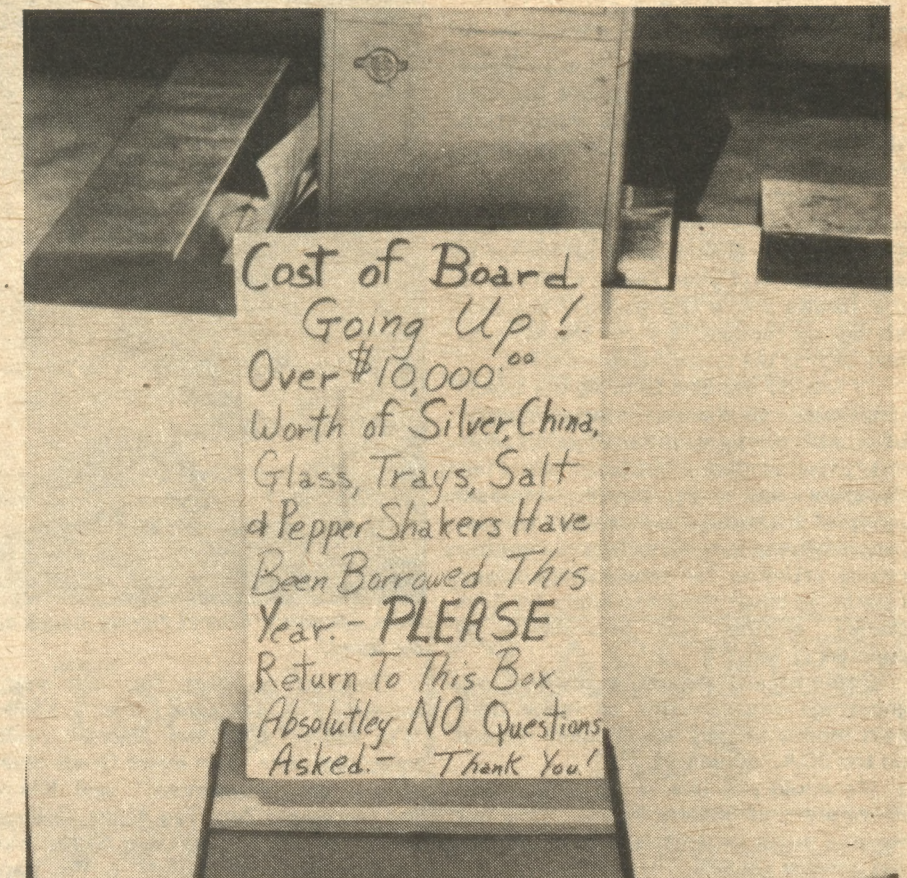 Cost of Board
Going Up!
Over $10,000.00
Worth of Silver, China,
Glass, Trays, Salt
& Pepper Shakers Have
Been Borrowed This
Year.- PLEASE
Return To This Box
Absolutley NO Questions
Asked.- Thank You!